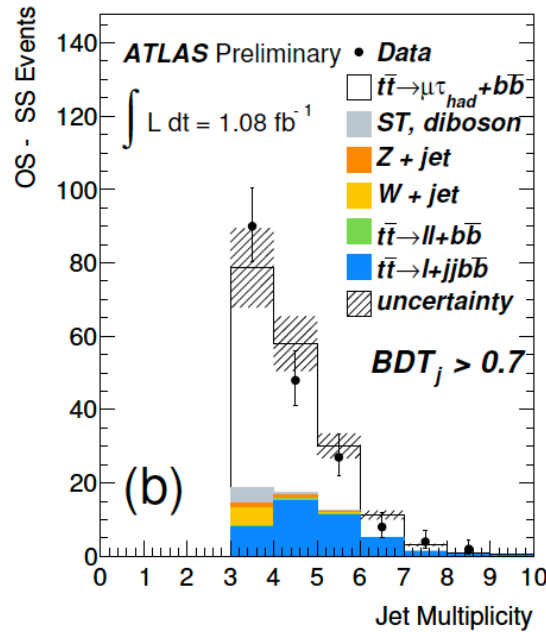 OS - SS Events
140
120
100
80
60
40
20
0
ATLAS Preliminary
∫ L dt = 1.08 fb⁻¹
Data
tt̄→μτ_had+bb̄
ST, diboson
Z + jet
W + jet
tt̄→ll+bb̄
tt̄→l+jjbb̄
uncertainty
BDT_j > 0.7
(b)
0 1 2 3 4 5 6 7 8 9 10
Jet Multiplicity